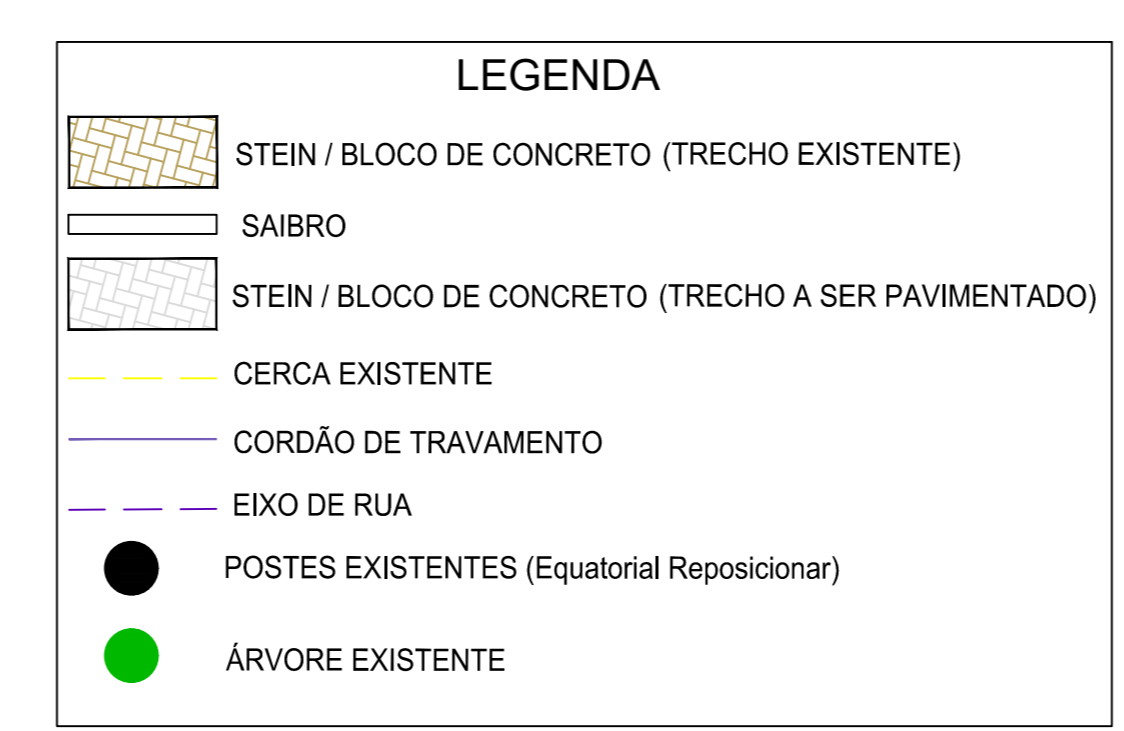 LEGENDA
STEIN / BLOCO DE CONCRETO (TRECHO EXISTENTE)
SAIBRO
STEIN / BLOCO DE CONCRETO (TRECHO A SER PAVIMENTADO)
CERCA EXISTENTE
CORDÃO DE TRAVAMENTO
EIXO DE RUA
POSTES EXISTENTES (Equatorial Reposicionar)
ÁRVORE EXISTENTE